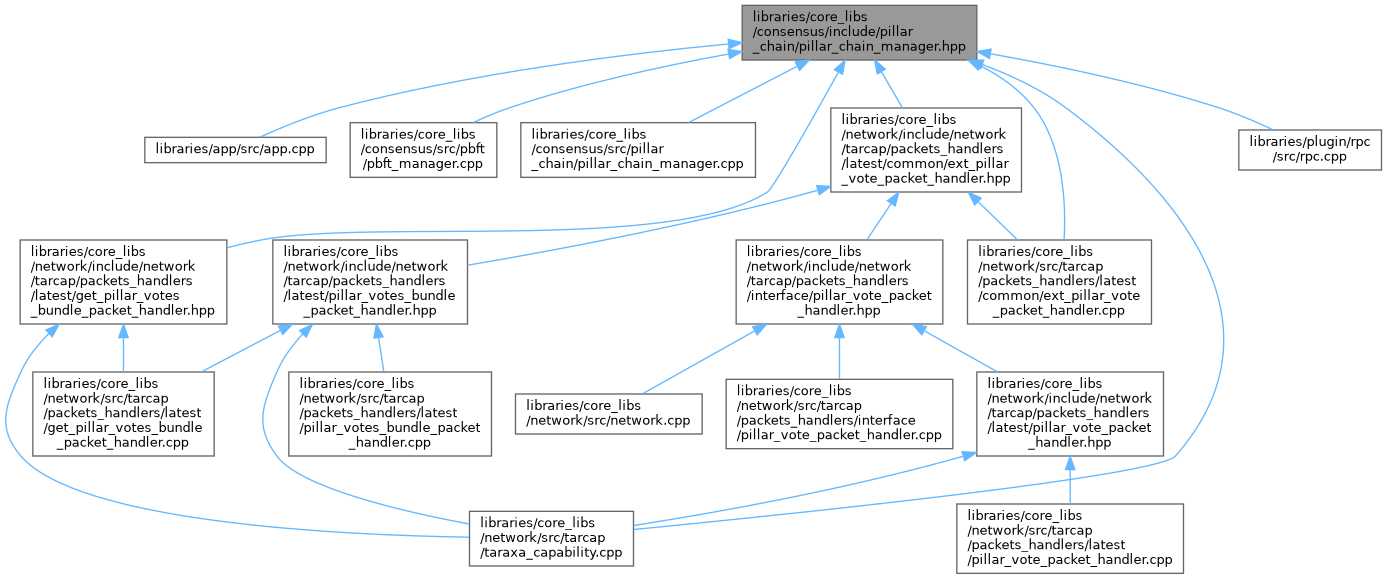 libraries/core_libs
/consensus/include/pillar
_chain/pillar_chain_manager.hpp
libraries/app/src/app.cpp
libraries/core_libs
/consensus/src/pbft
/pbft_manager.cpp
libraries/core_libs
/consensus/src/pillar
_chain/pillar_chain_manager.cpp
libraries/core_libs
/network/include/network
/tarcap/packets_handlers
/latest/common/ext_pillar
_vote_packet_handler.hpp
libraries/plugin/rpc
/src/rpc.cpp
libraries/core_libs
/network/include/network
/tarcap/packets_handlers
/latest/get_pillar_votes
_bundle_packet_handler.hpp
libraries/core_libs
/network/include/network
/tarcap/packets_handlers
/latest/pillar_votes_bundle
_packet_handler.hpp
libraries/core_libs
/network/include/network
/tarcap/packets_handlers
/interface/pillar_vote_packet
_handler.hpp
libraries/core_libs
/network/src/tarcap
/packets_handlers/latest
/common/ext_pillar_vote
_packet_handler.cpp
libraries/core_libs
/network/src/tarcap
/packets_handlers/latest
/get_pillar_votes_bundle
_packet_handler.cpp
libraries/core_libs
/network/src/tarcap
/packets_handlers/latest
/pillar_votes_bundle_packet
_handler.cpp
libraries/core_libs
/network/src/network.cpp
libraries/core_libs
/network/src/tarcap
/packets_handlers/interface
/pillar_vote_packet_handler.cpp
libraries/core_libs
/network/include/network
/tarcap/packets_handlers
/latest/pillar_vote_packet
_handler.hpp
libraries/core_libs
/network/src/tarcap
/taraxa_capability.cpp
libraries/core_libs
/network/src/tarcap
/packets_handlers/latest
/pillar_vote_packet_handler.cpp